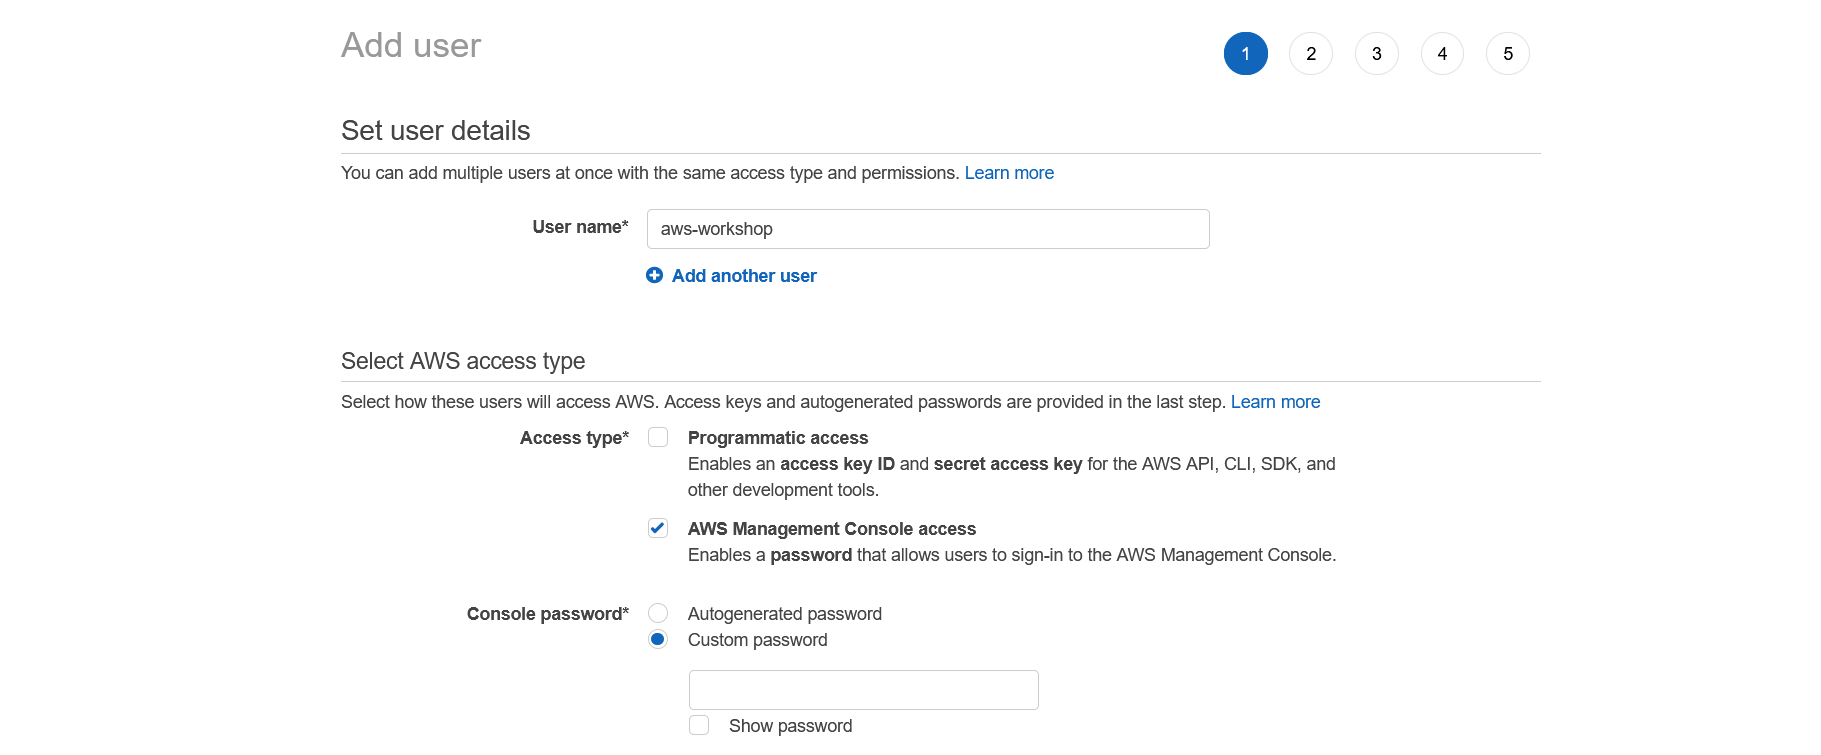 Add user
1 2 3 4 5
Set user details
You can add multiple users at once with the same access type and permissions. Learn more
User name* aws-workshop
Add another user
Select AWS access type
Select how these users will access AWS. Access keys and autogenerated passwords are provided in the last step. Learn more
Access type* Programmatic access
Enables an access key ID and secret access key for the AWS API, CLI, SDK, and
other development tools.
AWS Management Console access
Enables a password that allows users to sign-in to the AWS Management Console.
Console password* Autogenerated password
Custom password
Show password